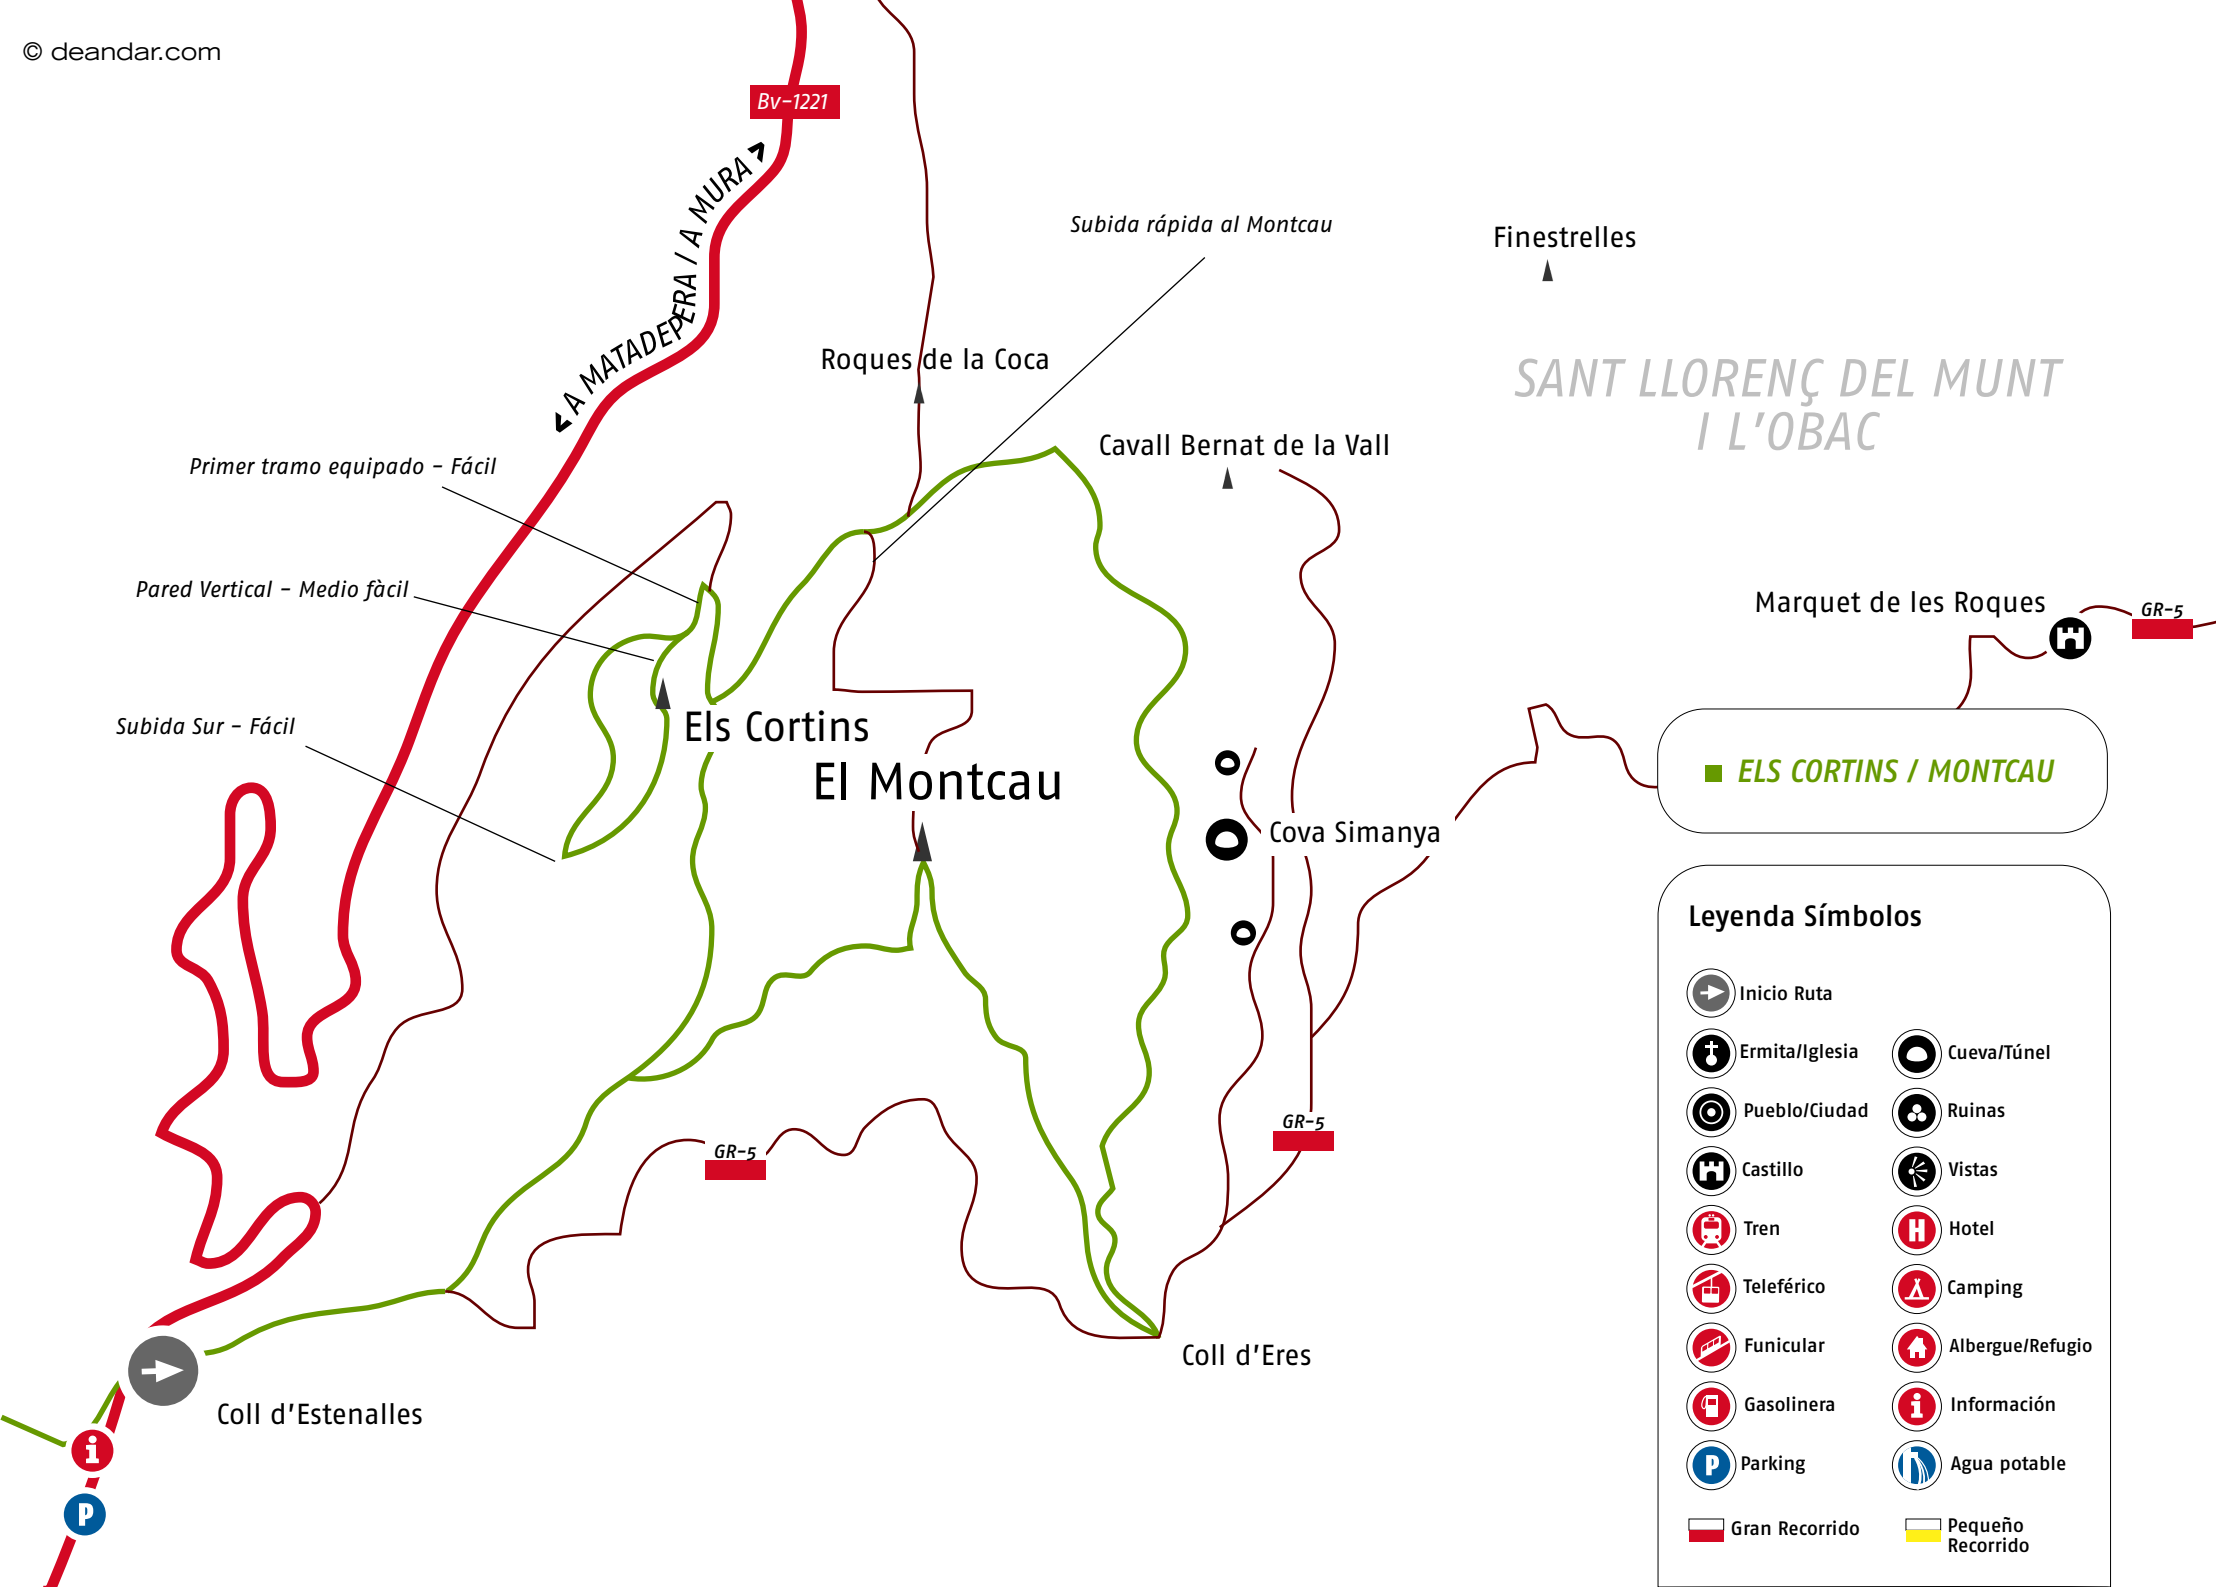 © deandar.com
Bv-1221
< A MATADEPERA / A MURA >
Subida rápida al Montcau
Finestrelles
Roques de la Coca
SANT LLORENÇ DEL MUNT
I L'OBAC
Cavall Bernat de la Vall
Primer tramo equipado - Fácil
Pared Vertical - Medio fàcil
Marquet de les Roques
GR-5
Subida Sur - Fácil
Els Cortins
El Montcau
ELS CORTINS / MONTCAU
Cova Simanya
GR-5
GR-5
Coll d'Eres
Coll d'Estenalles
i
P
Leyenda Símbolos
Inicio Ruta
Ermita/Iglesia
Cueva/Túnel
Pueblo/Ciudad
Ruinas
Castillo
Vistas
Tren
H Hotel
Teleférico
Camping
Funicular
Albergue/Refugio
Gasolinera
i Información
P Parking
Agua potable
Gran Recorrido
Pequeño
Recorrido